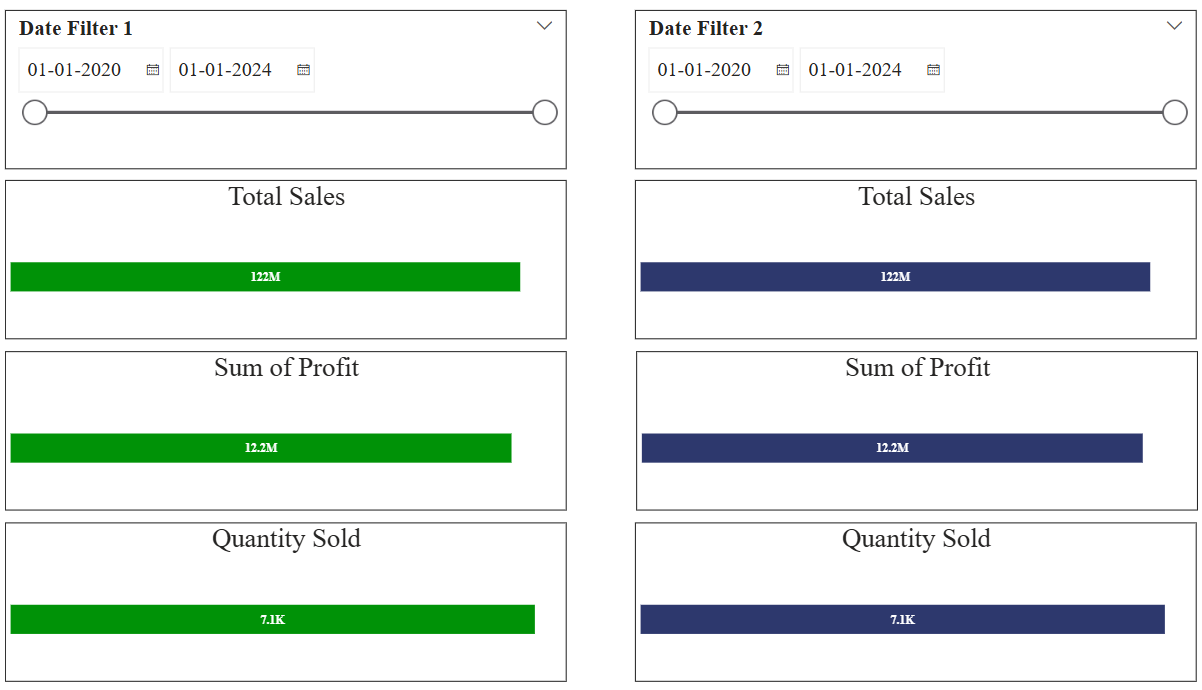 Date Filter 1
01-01-2020 01-01-2024
Total Sales
122M
Sum of Profit
12.2M
Quantity Sold
7.1K
Date Filter 2
01-01-2020 01-01-2024
Total Sales
122M
Sum of Profit
12.2M
Quantity Sold
7.1K